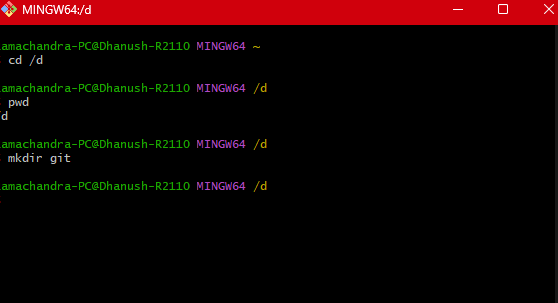 MINGW64:/d
amachandra-PC@Dhanush-R2110 MINGW64 ~
cd /d
amachandra-PC@Dhanush-R2110 MINGW64 /d
pwd
/d
amachandra-PC@Dhanush-R2110 MINGW64 /d
mkdir git
amachandra-PC@Dhanush-R2110 MINGW64 /d